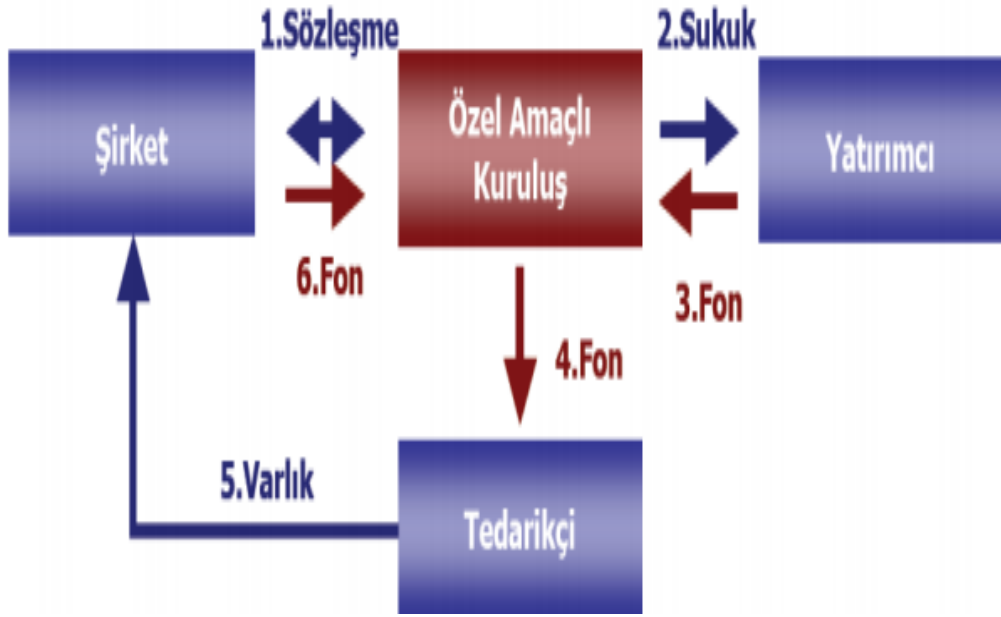 1.Sözleşme
2.Sukuk
Şirket
Özel Amaçlı
Kuruluş
Yatırımcı
6.Fon
3.Fon
4.Fon
5.Varlık
Tedarikçi